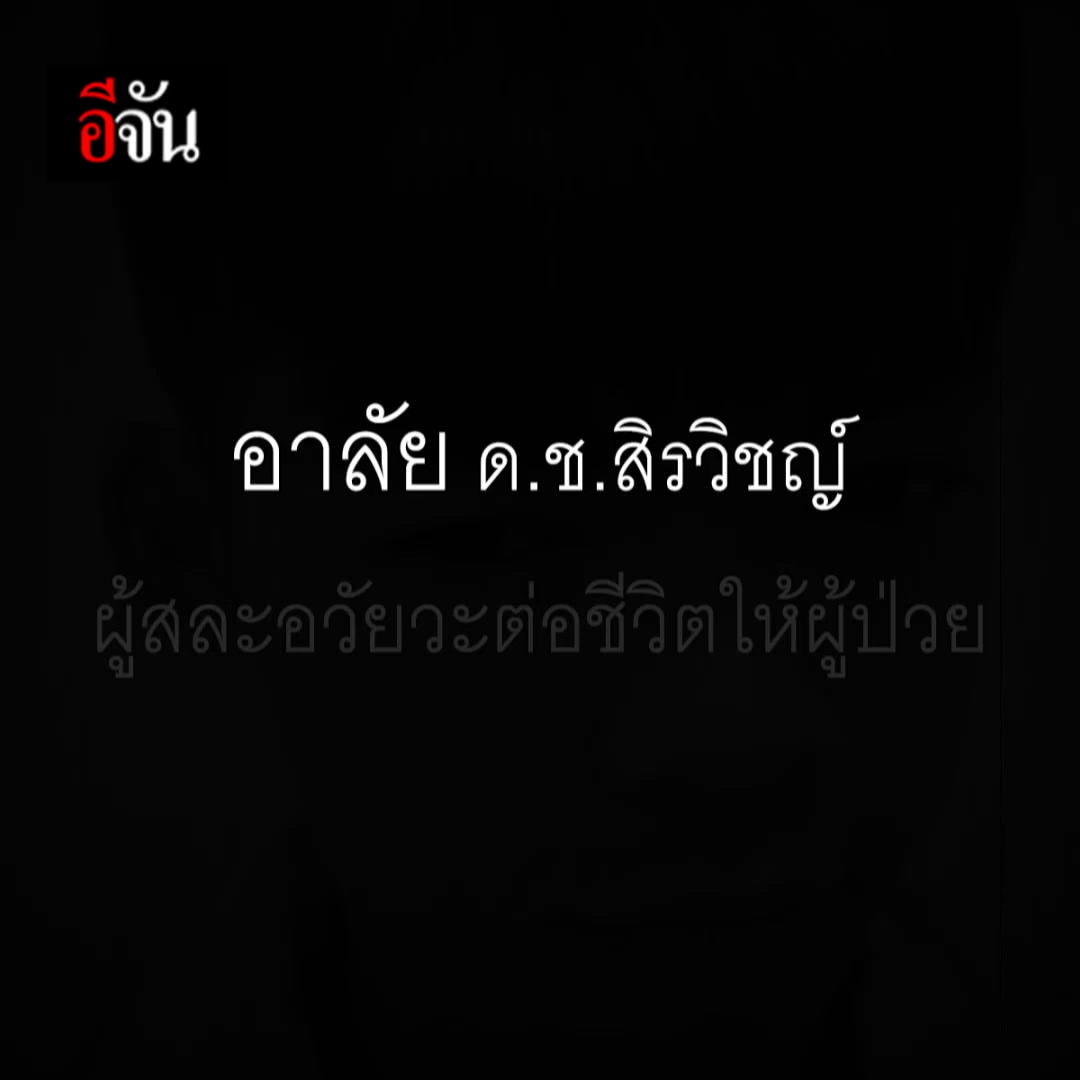 อีจัน
อาลัย ด.ช.สิรวิชญ์
ผู้สละอวัยวะต่อชีวิตให้ผู้ป่วย